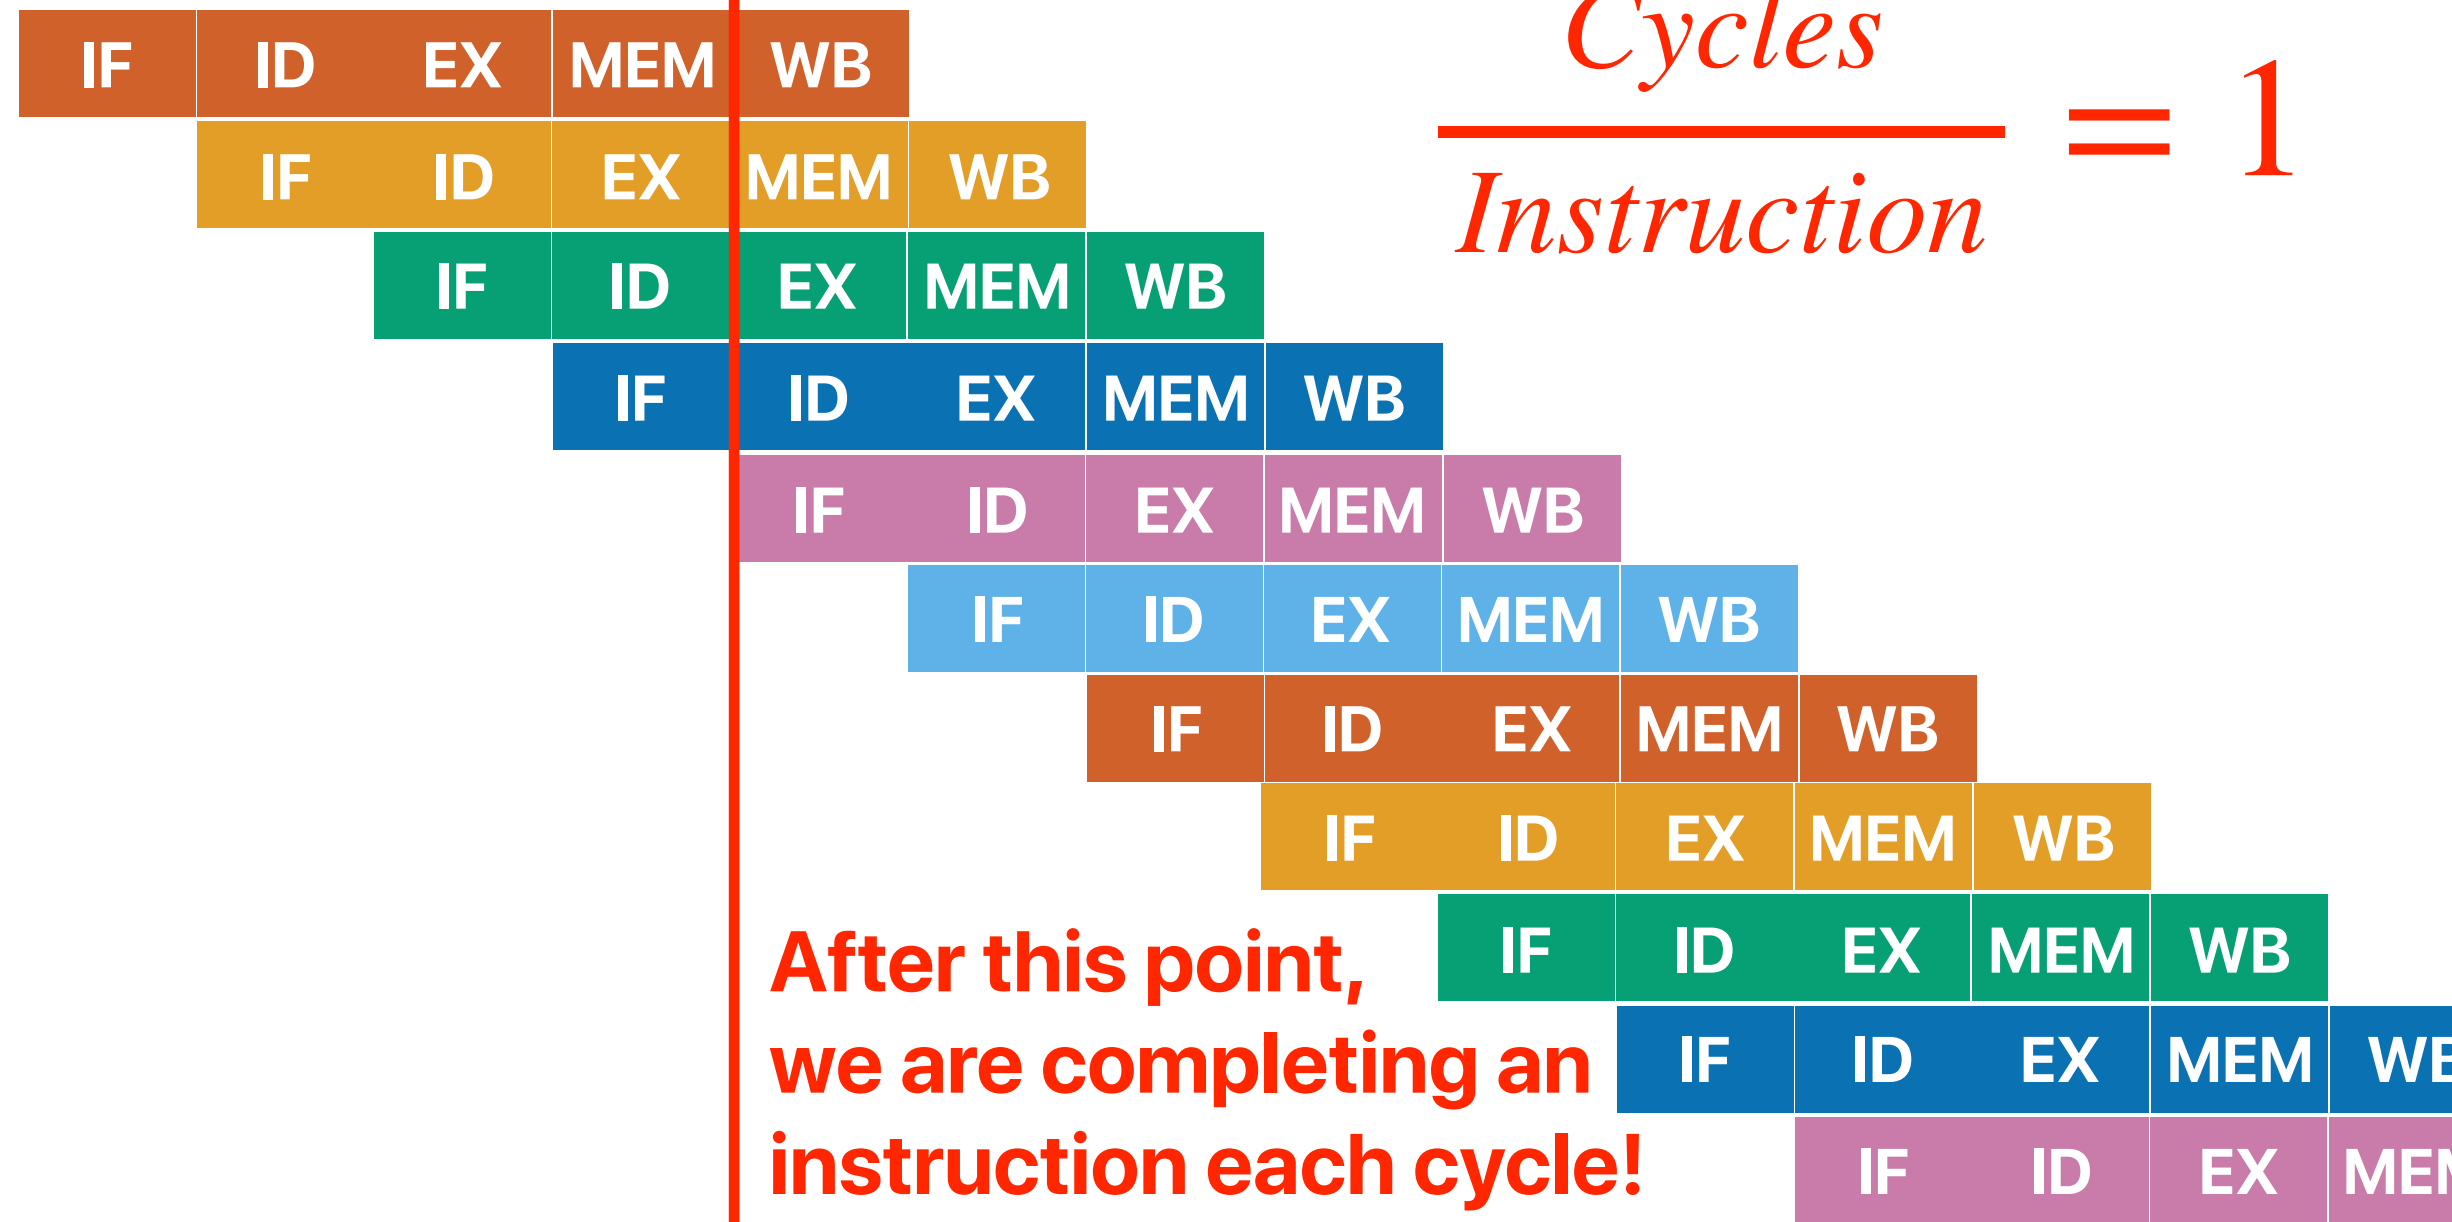 IF ID EX MEM WB
Cycles
Instruction
= 1
IF ID EX MEM WB
IF ID EX MEM WB
IF ID EX MEM WB
IF ID EX MEM WB
IF ID EX MEM WB
IF ID EX MEM WB
IF ID EX MEM WB
IF ID EX MEM WB
IF ID EX MEM WB
IF ID EX MEM
After this point,
we are completing an
instruction each cycle!